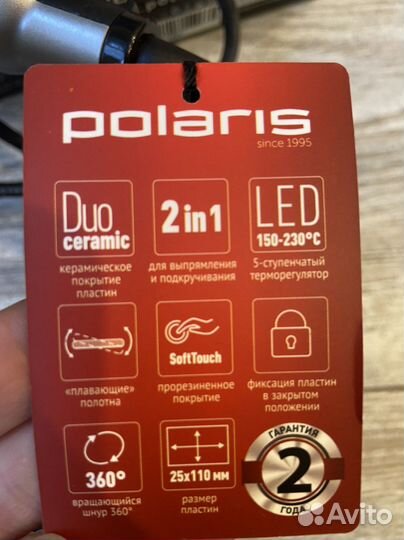 polaris
since 1995
Duo
ceramic
керамическое
покрытие
пластин
2 in 1
для выпрямления
и подкручивания
LED
150-230°C
5-ступенчатый
терморегулятор
«плавающие»
полотна
SoftTouch
прорезиненное
покрытие
фиксация пластин
в закрытом
положении
360°
вращающийся
шнур 360°
25x110 мм
размер
пластин
ГАРАНТИЯ
2
ГОДА
Avito